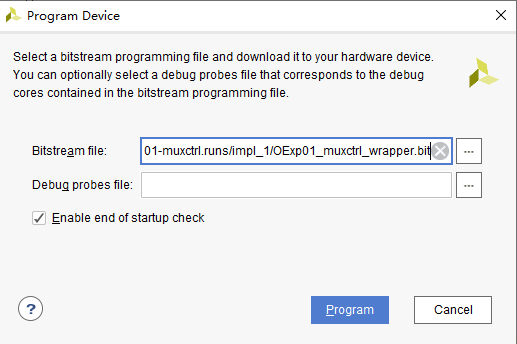 Program Device
Select a bitstream programming file and download it to your hardware device.
You can optionally select a debug probes file that corresponds to the debug
cores contained in the bitstream programming file.
Bitstream file: 01-muxctrl.runs/impl_1/OExp01_muxctrl_wrapper.bit ...
Debug probes file: ...
Enable end of startup check
? Program Cancel